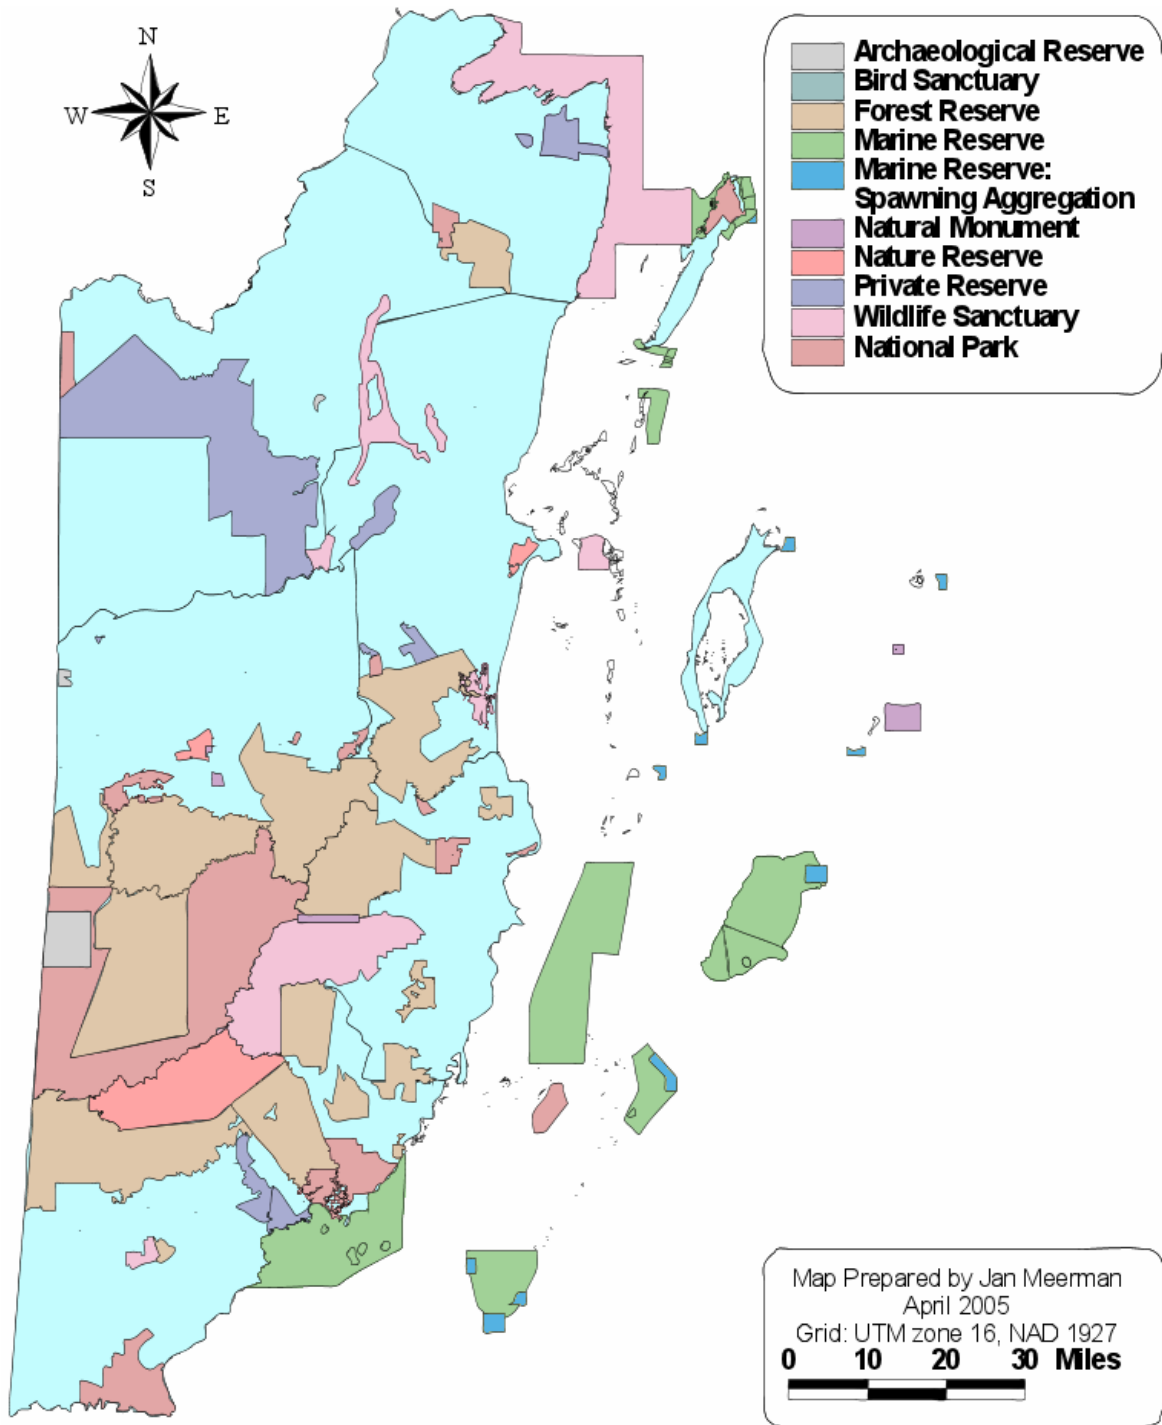 N
W E
S
Archaeological Reserve
Bird Sanctuary
Forest Reserve
Marine Reserve
Marine Reserve:
Spawning Aggregation
Natural Monument
Nature Reserve
Private Reserve
Wildlife Sanctuary
National Park
Map Prepared by Jan Meerman
April 2005
Grid: UTM zone 16, NAD 1927
0 10 20 30 Miles